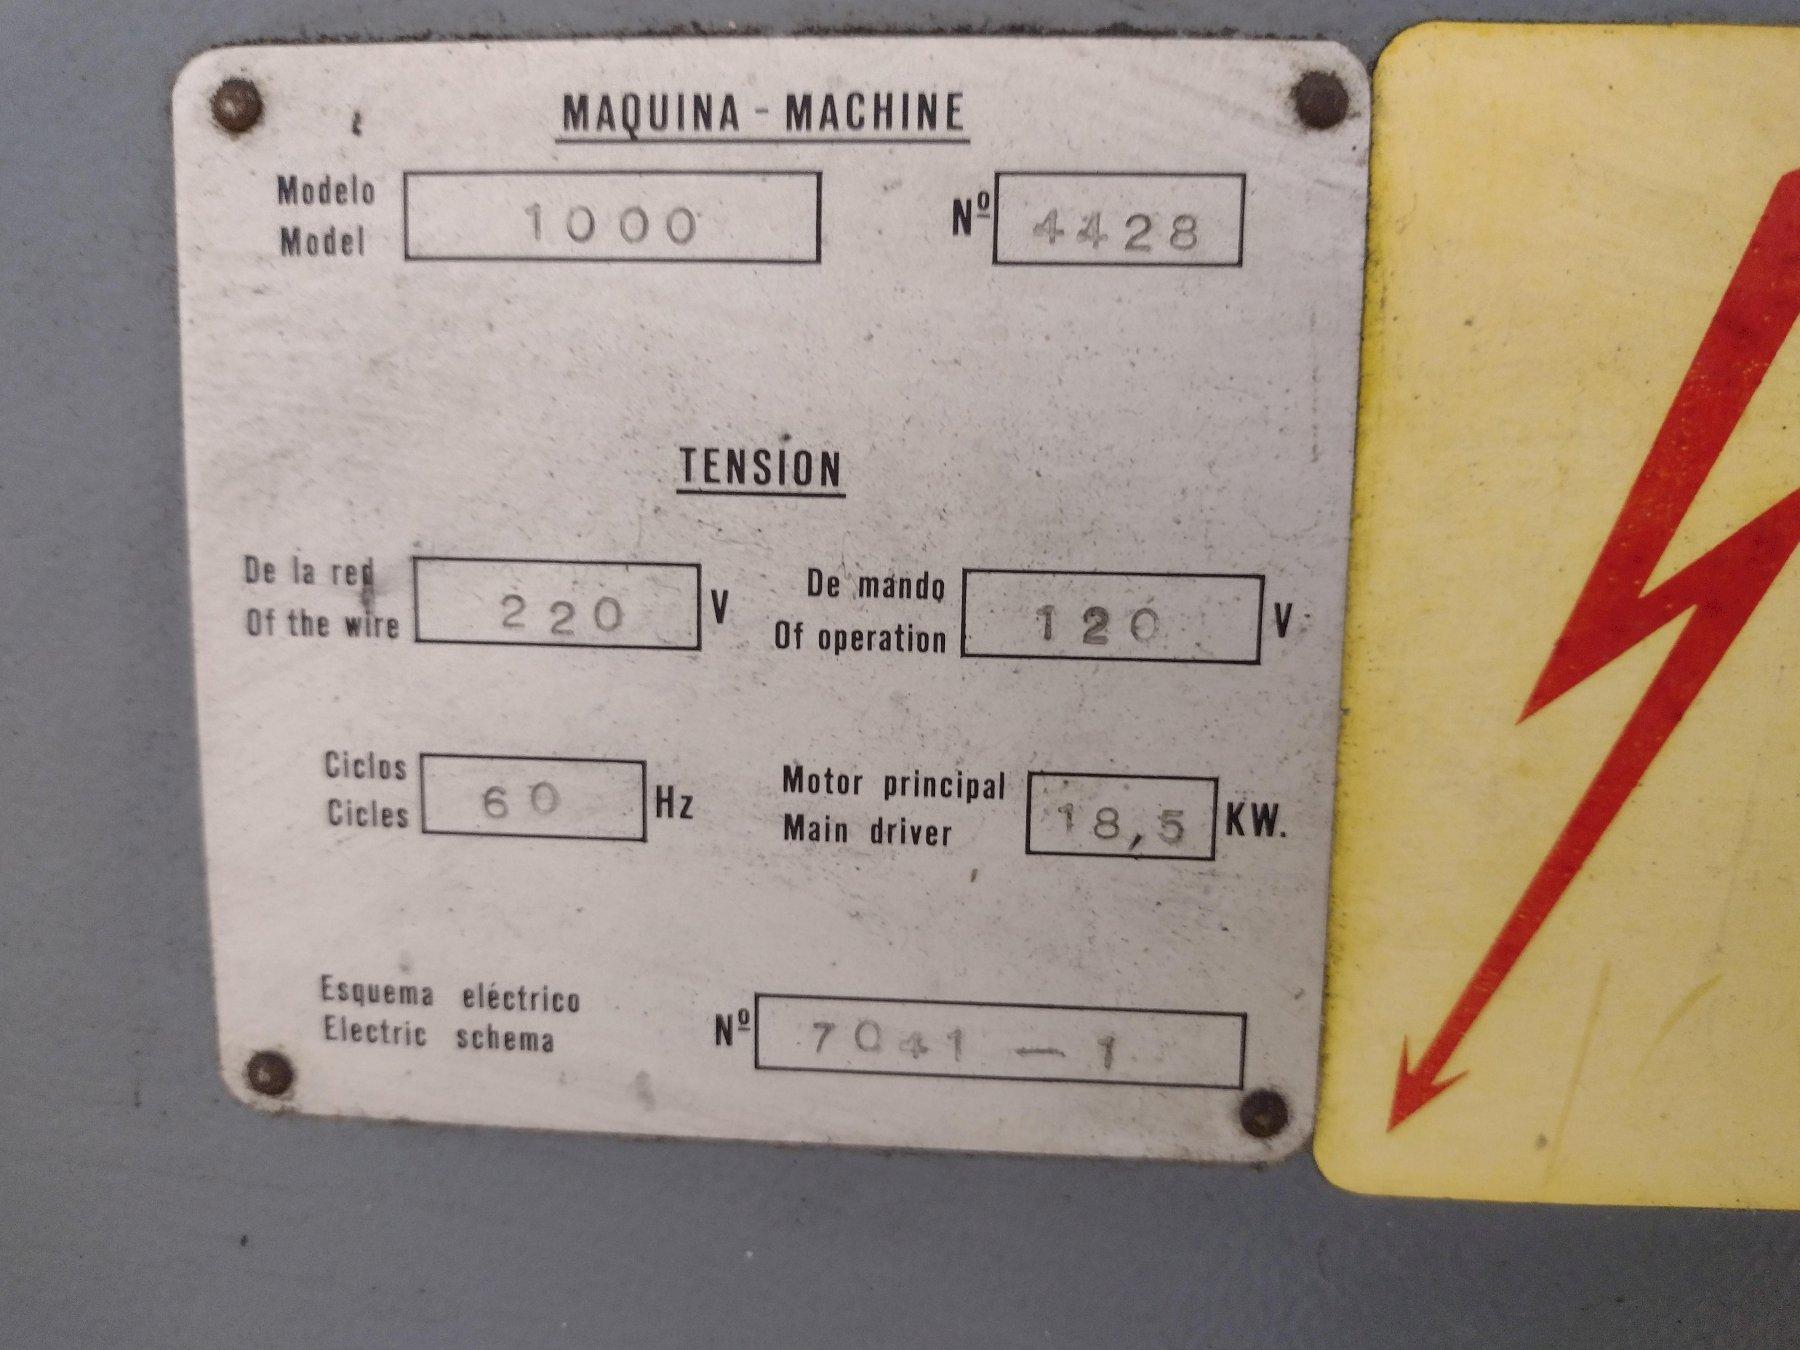 MAQUINA - MACHINE
Modelo
Model
1000
Nº 4428
TENSION
De la red
Of the wire
220 V
De mando
Of operation
120 V
Ciclos
Cicles
60 Hz
Motor principal
Main driver
18,5 KW.
Esquema eléctrico
Electric schema
Nº 7041 — 1